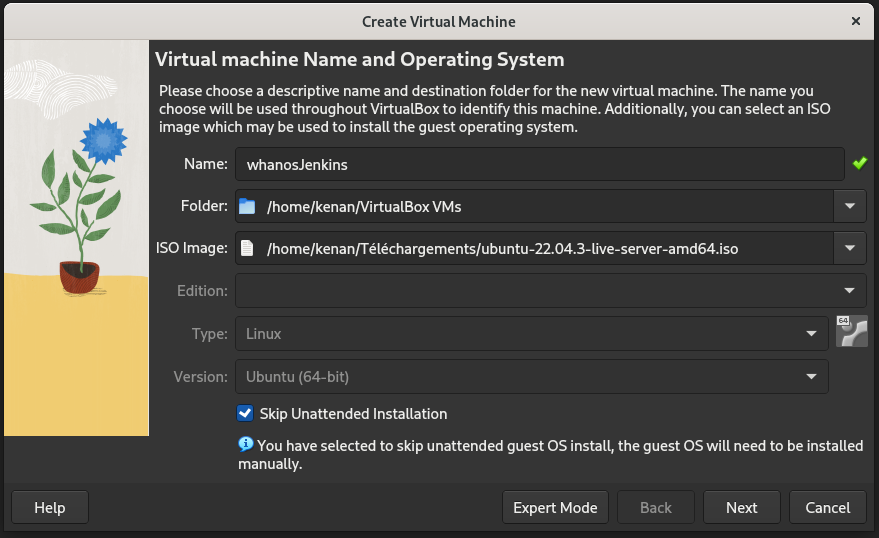 Create Virtual Machine
Virtual machine Name and Operating System
Please choose a descriptive name and destination folder for the new virtual machine. The name you
choose will be used throughout VirtualBox to identify this machine. Additionally, you can select an ISO
image which may be used to install the guest operating system.
Name: whanosJenkins
Folder: /home/kenan/VirtualBox VMs
ISO Image: /home/kenan/Téléchargements/ubuntu-22.04.3-live-server-amd64.iso
Edition:
Type: Linux 64
Version: Ubuntu (64-bit)
Skip Unattended Installation
You have selected to skip unattended guest OS install, the guest OS will need to be installed
manually.
Help Expert Mode Back Next Cancel